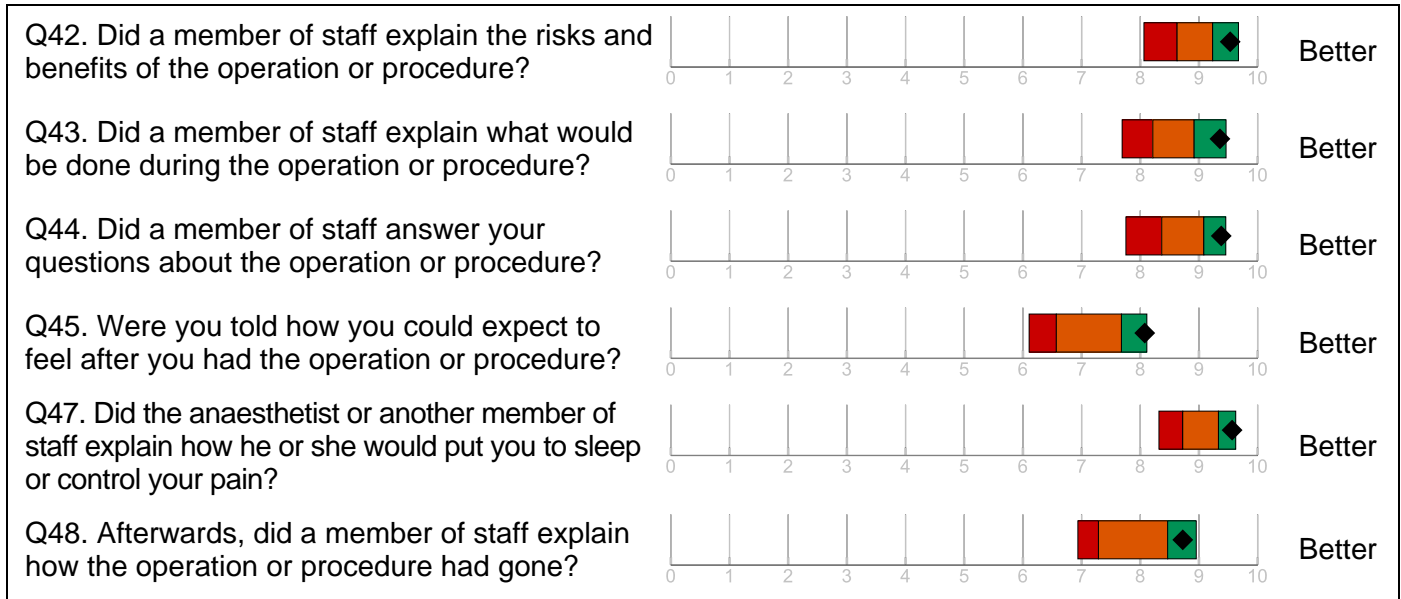 Q42. Did a member of staff explain the risks and
benefits of the operation or procedure?
0 1 2 3 4 5 6 7 8 9 10
Better
Q43. Did a member of staff explain what would
be done during the operation or procedure?
0 1 2 3 4 5 6 7 8 9 10
Better
Q44. Did a member of staff answer your
questions about the operation or procedure?
0 1 2 3 4 5 6 7 8 9 10
Better
Q45. Were you told how you could expect to
feel after you had the operation or procedure?
0 1 2 3 4 5 6 7 8 9 10
Better
Q47. Did the anaesthetist or another member of
staff explain how he or she would put you to sleep
or control your pain?
0 1 2 3 4 5 6 7 8 9 10
Better
Q48. Afterwards, did a member of staff explain
how the operation or procedure had gone?
0 1 2 3 4 5 6 7 8 9 10
Better